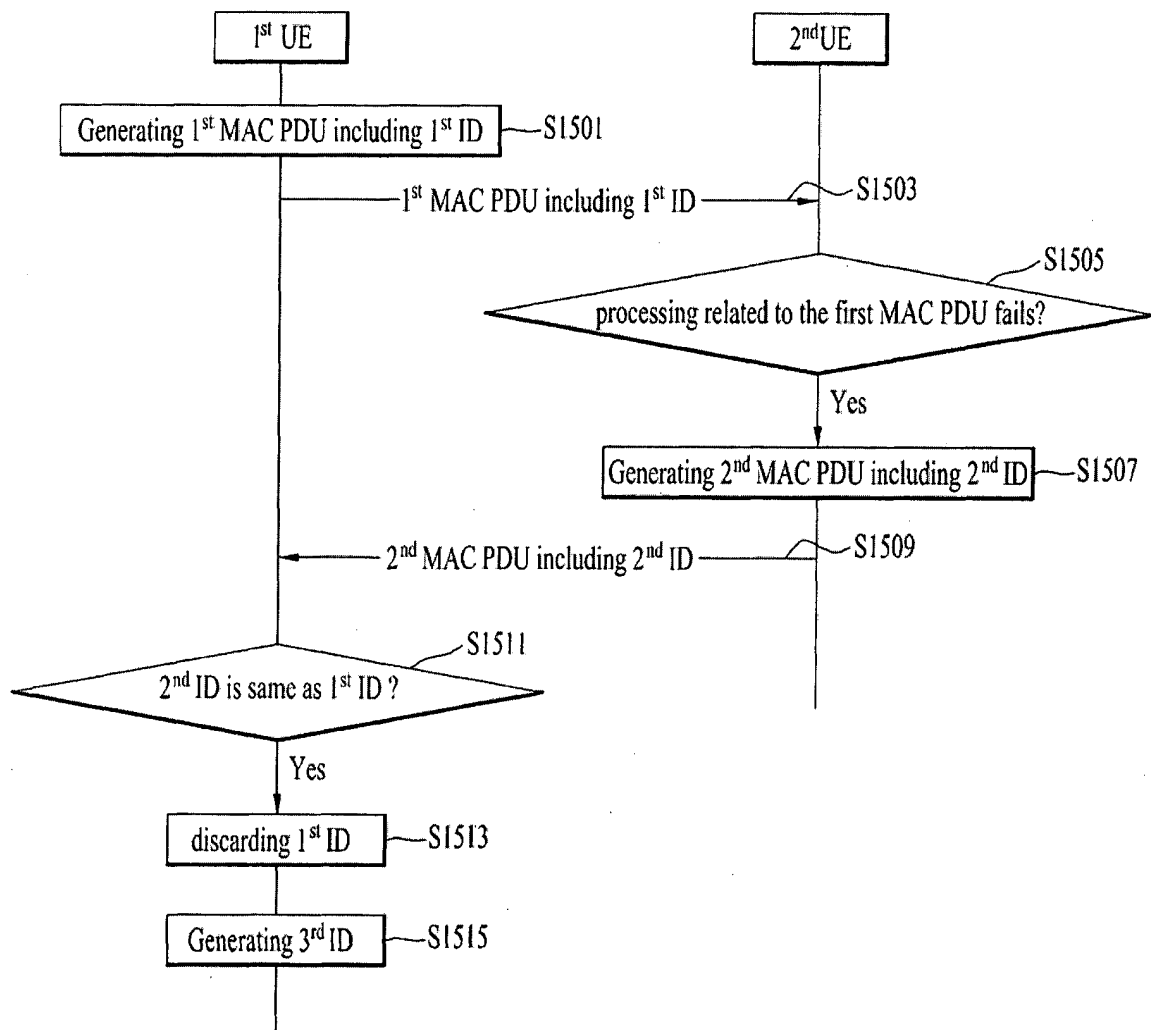 1st UE
2nd UE
Generating 1st MAC PDU including 1st ID
S1501
1st MAC PDU including 1st ID
S1503
S1505
processing related to the first MAC PDU fails?
Yes
Generating 2nd MAC PDU including 2nd ID
S1507
2nd MAC PDU including 2nd ID
S1509
S1511
2nd ID is same as 1st ID ?
Yes
discarding 1st ID
S1513
Generating 3rd ID
S1515